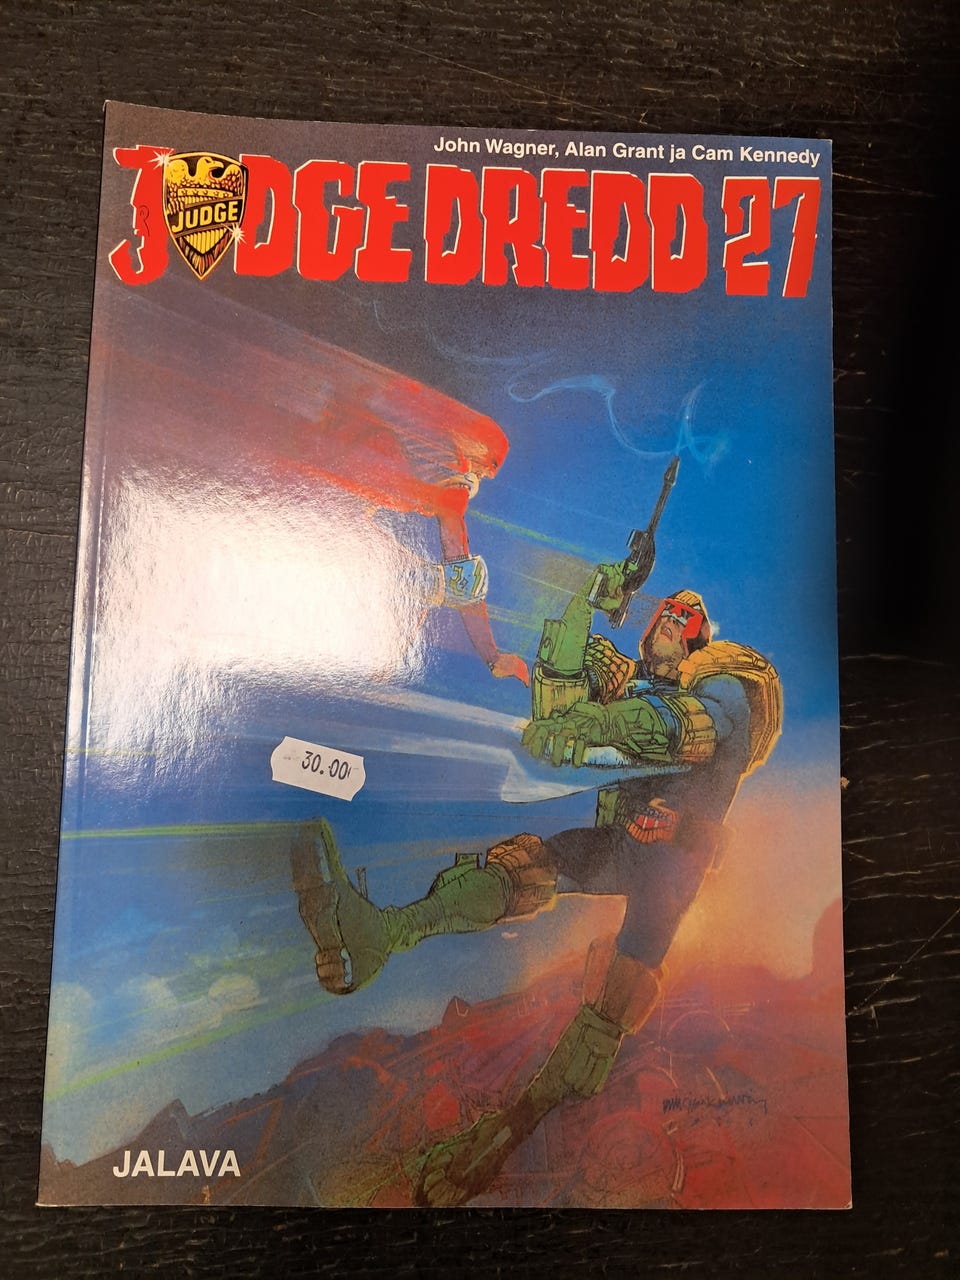 John Wagner, Alan Grant ja Cam Kennedy
JUDGE DREDD 27
JUDGE
30.00
JALAVA